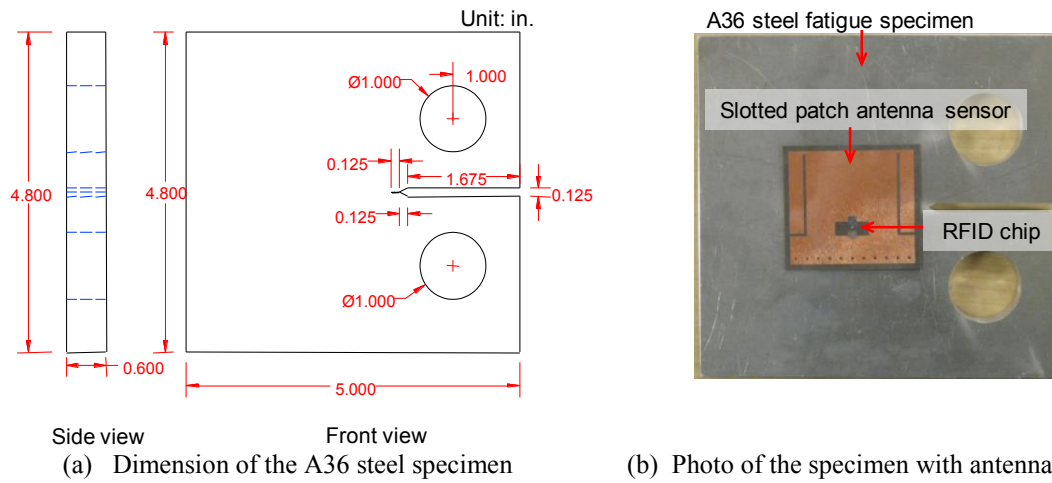 Unit: in.
Ø1.000
1.000
0.125
1.675
0.125
4.800
4.800
0.125
Ø1.000
0.600
5.000
Side view
Front view
(a) Dimension of the A36 steel specimen
A36 steel fatigue specimen
Slotted patch antenna sensor
RFID chip
(b) Photo of the specimen with antenna